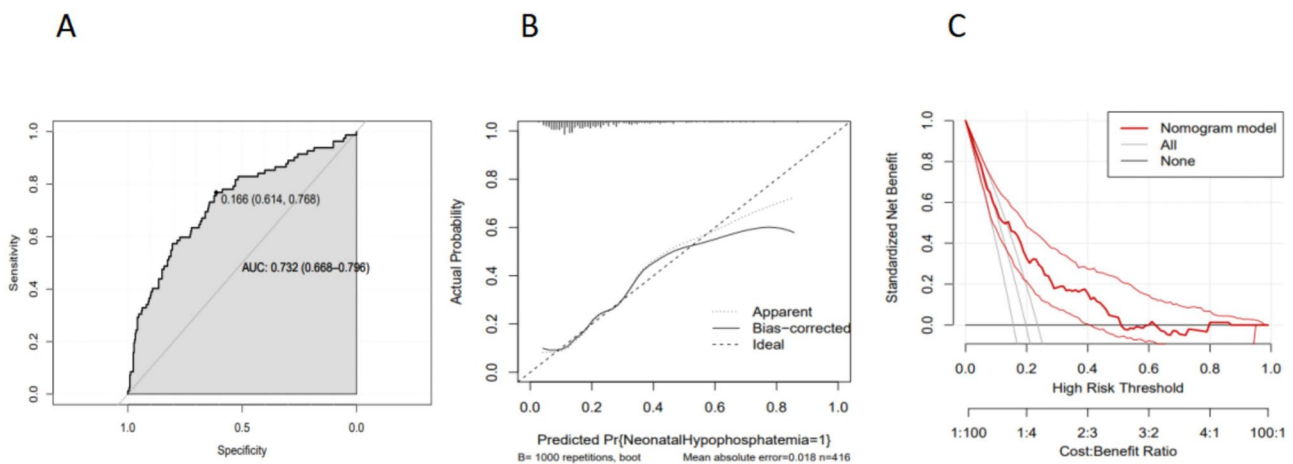 A
B
C
1.0
0.8
0.6
0.4
0.2
0.0
Sensitivity
0.166 (0.614, 0.768)
AUC: 0.732 (0.668–0.796)
1.0
0.5
0.0
Specificity
1.0
0.8
0.6
0.4
0.2
0.0
Actual Probability
Apparent
Bias-corrected
Ideal
0.0
0.2
0.4
0.6
0.8
1.0
Predicted Pr{NeonatalHypophosphatemia=1}
B= 1000 repetitions, boot
Mean absolute error=0.018 n=416
1.0
0.8
0.6
0.4
0.2
0.0
Standardized Net Benefit
Nomogram model
All
None
0.0
0.2
0.4
0.6
0.8
1.0
High Risk Threshold
1:100
1:4
2:3
3:2
4:1
100:1
Cost:Benefit Ratio